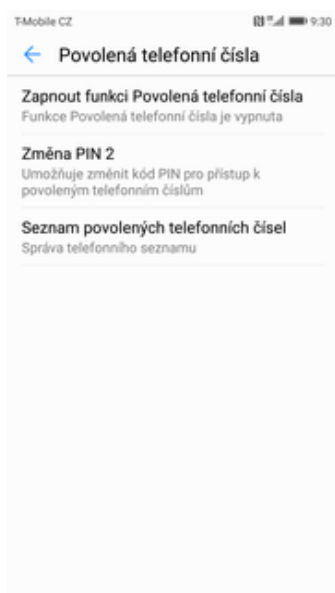 T-Mobile CZ 9:30
Povolená telefonní čísla
Zapnout funkci Povolená telefonní čísla
Funkce Povolená telefonní čísla je vypnuta
Změna PIN 2
Umožňuje změnit kód PIN pro přístup k
povoleným telefonním číslům
Seznam povolených telefonních čísel
Správa telefonního seznamu